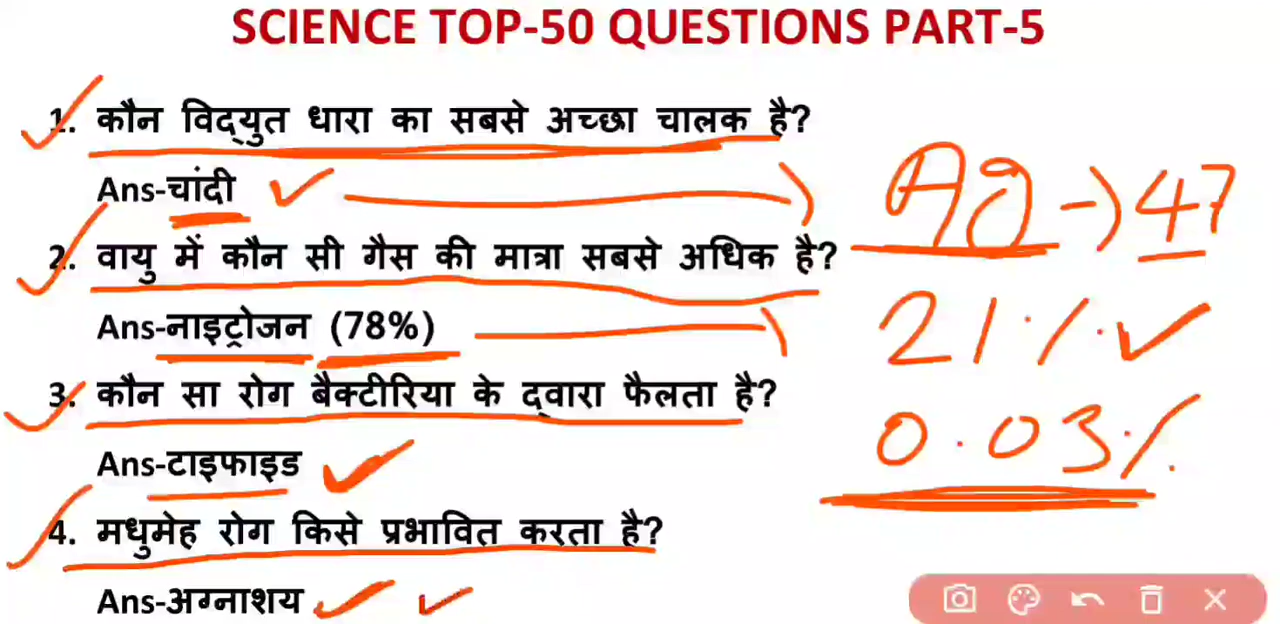 SCIENCE TOP-50 QUESTIONS PART-5
1. कौन विद्युत धारा का सबसे अच्छा चालक है?
Ans-चांदी
Ag → 47
2. वायु में कौन सी गैस की मात्रा सबसे अधिक है?
Ans-नाइट्रोजन (78%)
21%
3. कौन सा रोग बैक्टीरिया के द्वारा फैलता है?
0.03%
Ans-टाइफाइड
4. मधुमेह रोग किसे प्रभावित करता है?
Ans-अग्नाशय